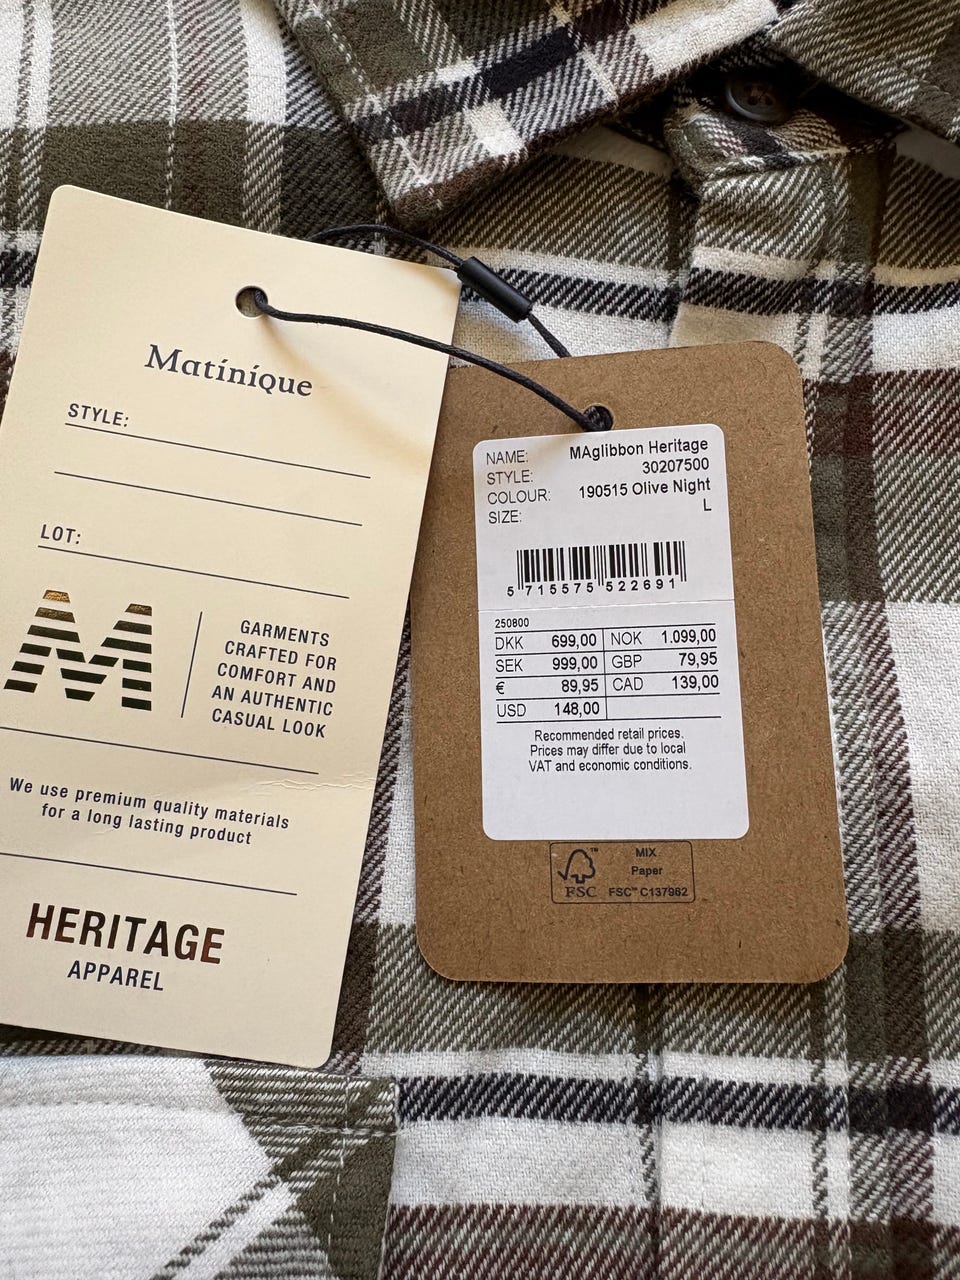 Matinique
STYLE:
LOT:
M
GARMENTS
CRAFTED FOR
COMFORT AND
AN AUTHENTIC
CASUAL LOOK
We use premium quality materials
for a long lasting product
HERITAGE
APPAREL
NAME: MAglibbon Heritage
STYLE: 30207500
COLOUR: 190515 Olive Night
SIZE: L
5 715575 522691
250800
DKK 699,00 NOK 1.099,00
SEK 999,00 GBP 79,95
€ 89,95 CAD 139,00
USD 148,00
Recommended retail prices.
Prices may differ due to local
VAT and economic conditions.
FSC™
MIX
Paper
FSC™ C137982